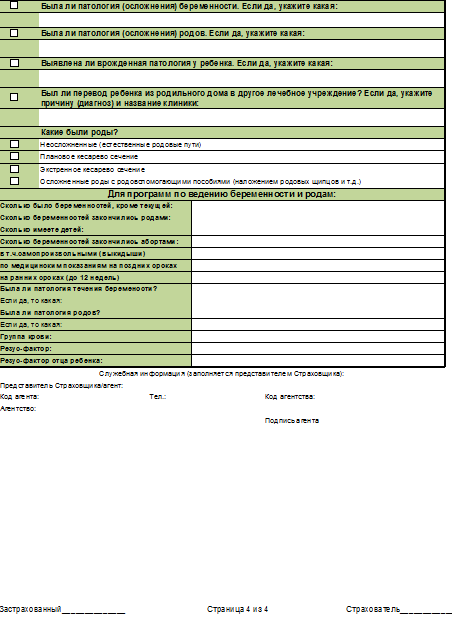 Была ли патология (осложнения) беременности. Если да, укажите какая:
Была ли патология (осложнения) родов. Если да, укажите какая:
Выявлена ли врожденная патология у ребенка. Если да, укажите какая:
Был ли перевод ребенка из родильного дома в другое лечебное учреждение? Если да, укажите
причину (диагноз) и название клиники:
Какие были роды?
Неосложненные (естественные родовые пути)
Плановое кесарево сечение
Экстренное кесарево сечение
Осложненные роды с родовспомогающими пособиями (наложением родовых щипцов и т.д.)
Для программ по ведению беременности и родам:
Сколько было беременностей, кроме текущей:
Сколько беременностей закончились родами:
Сколько имеете детей:
Сколько беременностей закончились абортами:
в т.ч.самопроизвольными (выкидыши)
по медицинским показаниям на поздних сроках
на ранних сроках (до 12 недель)
Была ли патология течения беремености?
Если да, то какая:
Была ли патология родов?
Если да, то какая:
Группа крови:
Резус-фактор:
Резус-фактор отца ребенка:
Служебная информация (заполняется представителем Страховщика):
Представитель Страховщика/агент:
Код агента: Тел.: Код агентства:
Агентство:
Подпись агента
Застрахованный______________ Страница 4 из 4 Страхователь____________